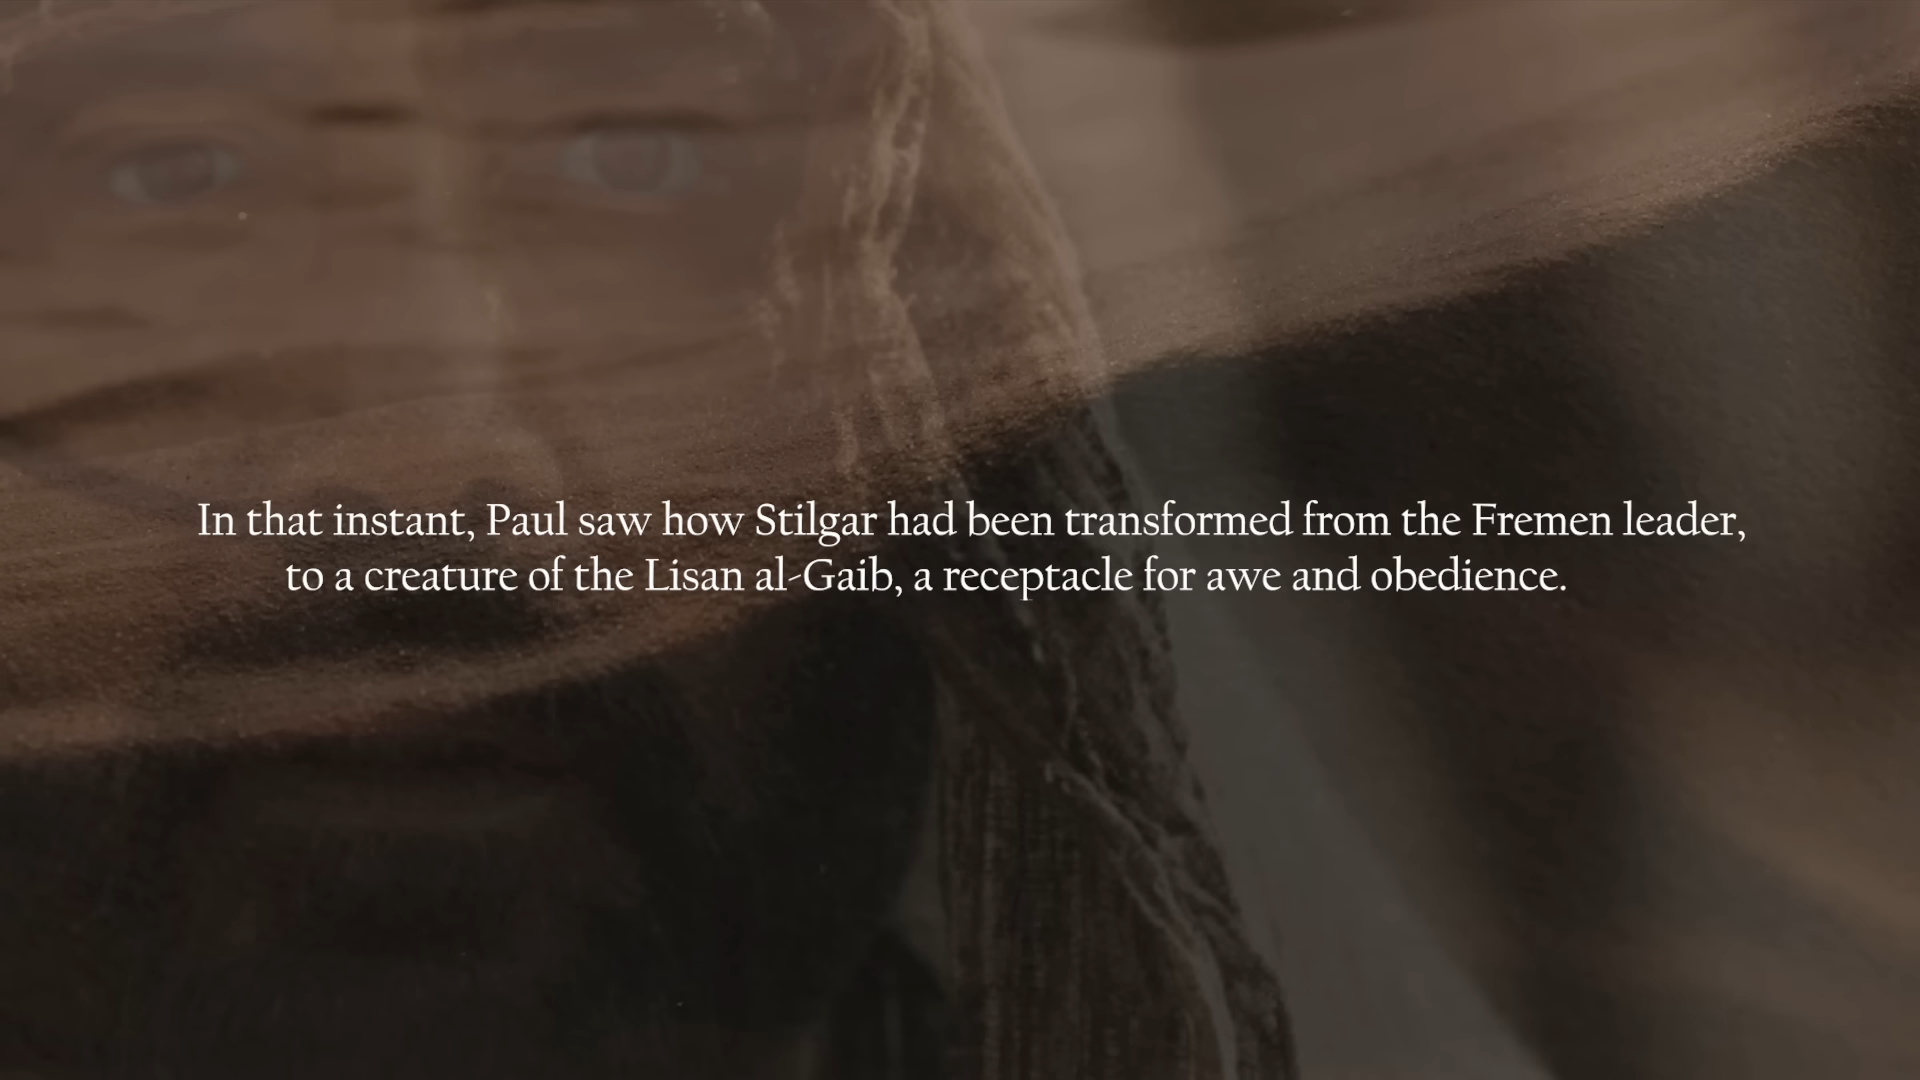 In that instant, Paul saw how Stilgar had been transformed from the Fremen leader,
to a creature of the Lisan al-Gaib, a receptacle for awe and obedience.